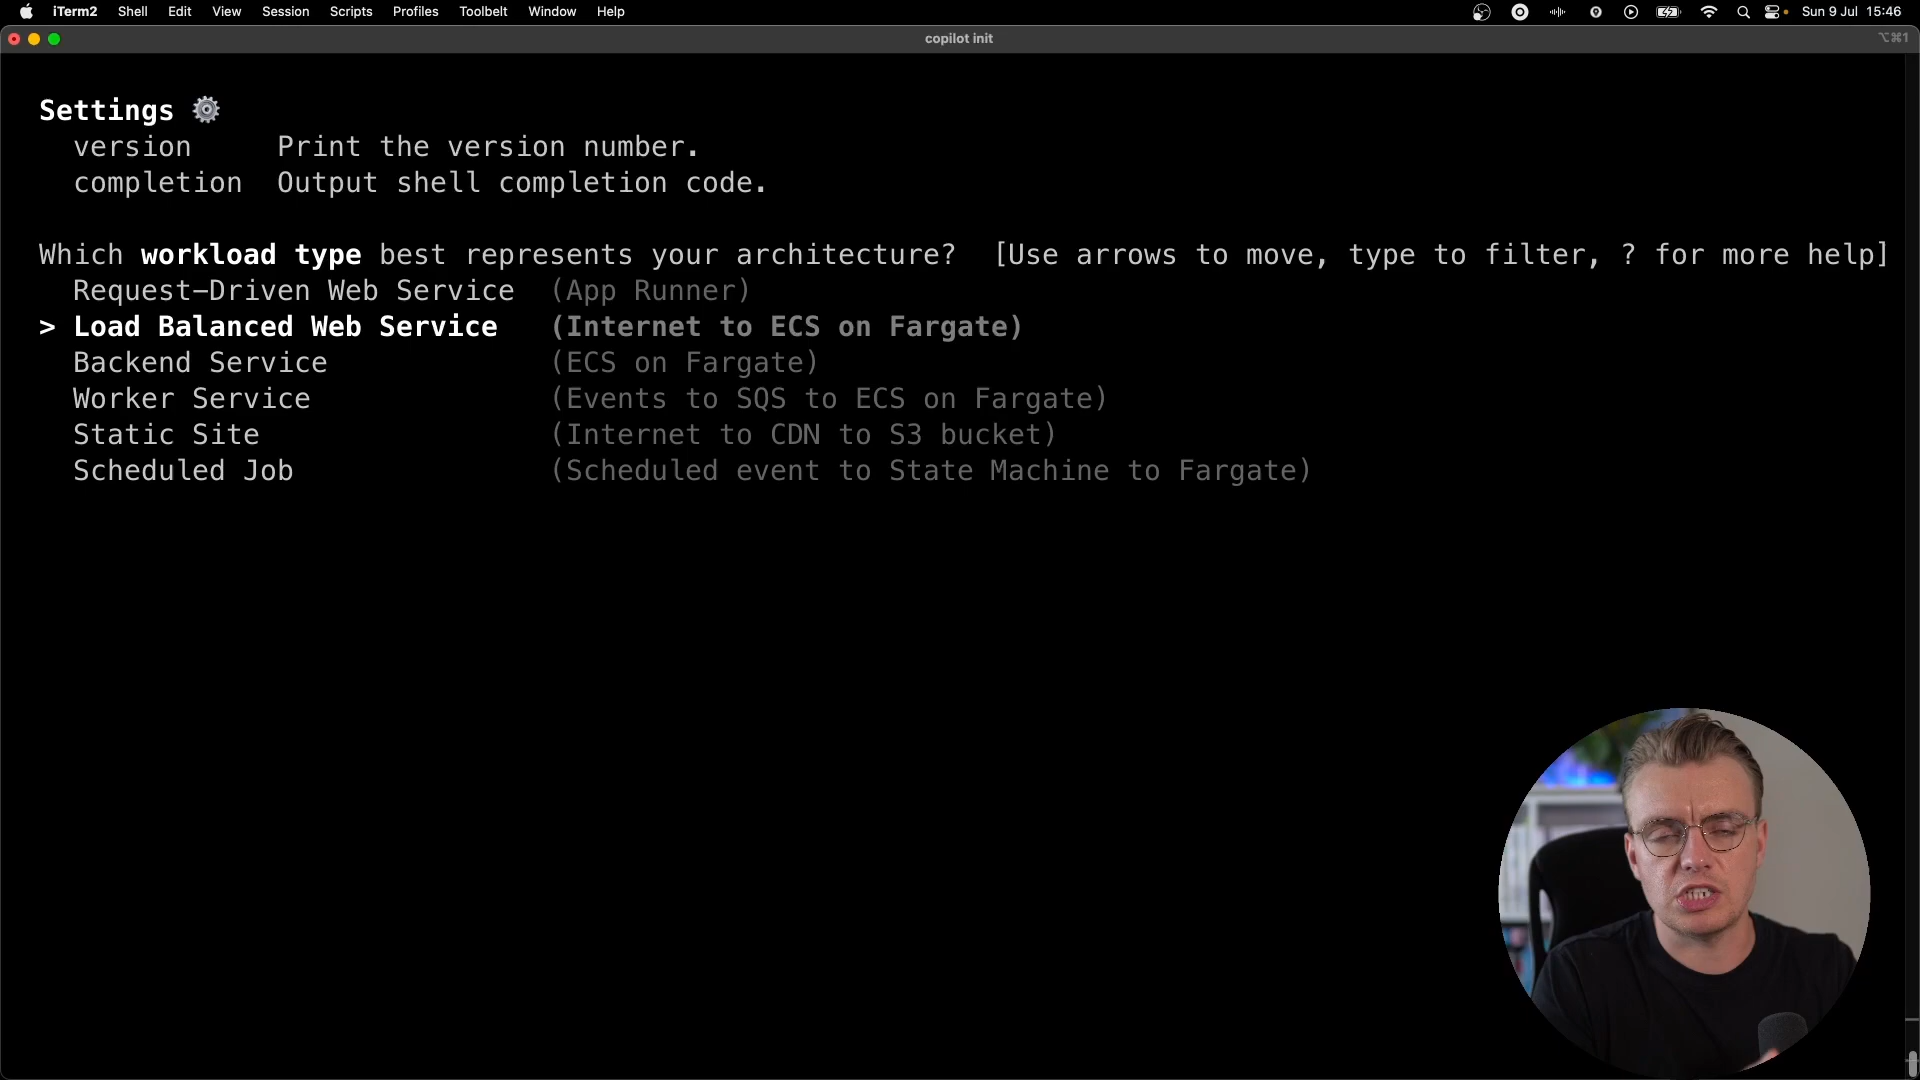 iTerm2 Shell Edit View Session Scripts Profiles Toolbelt Window Help Sun 9 Jul 15:46
copilot init ⌥⌘1
Settings ⚙
version Print the version number.
completion Output shell completion code.
Which workload type best represents your architecture? [Use arrows to move, type to filter, ? for more help]
Request-Driven Web Service (App Runner)
> Load Balanced Web Service (Internet to ECS on Fargate)
Backend Service (ECS on Fargate)
Worker Service (Events to SQS to ECS on Fargate)
Static Site (Internet to CDN to S3 bucket)
Scheduled Job (Scheduled event to State Machine to Fargate)